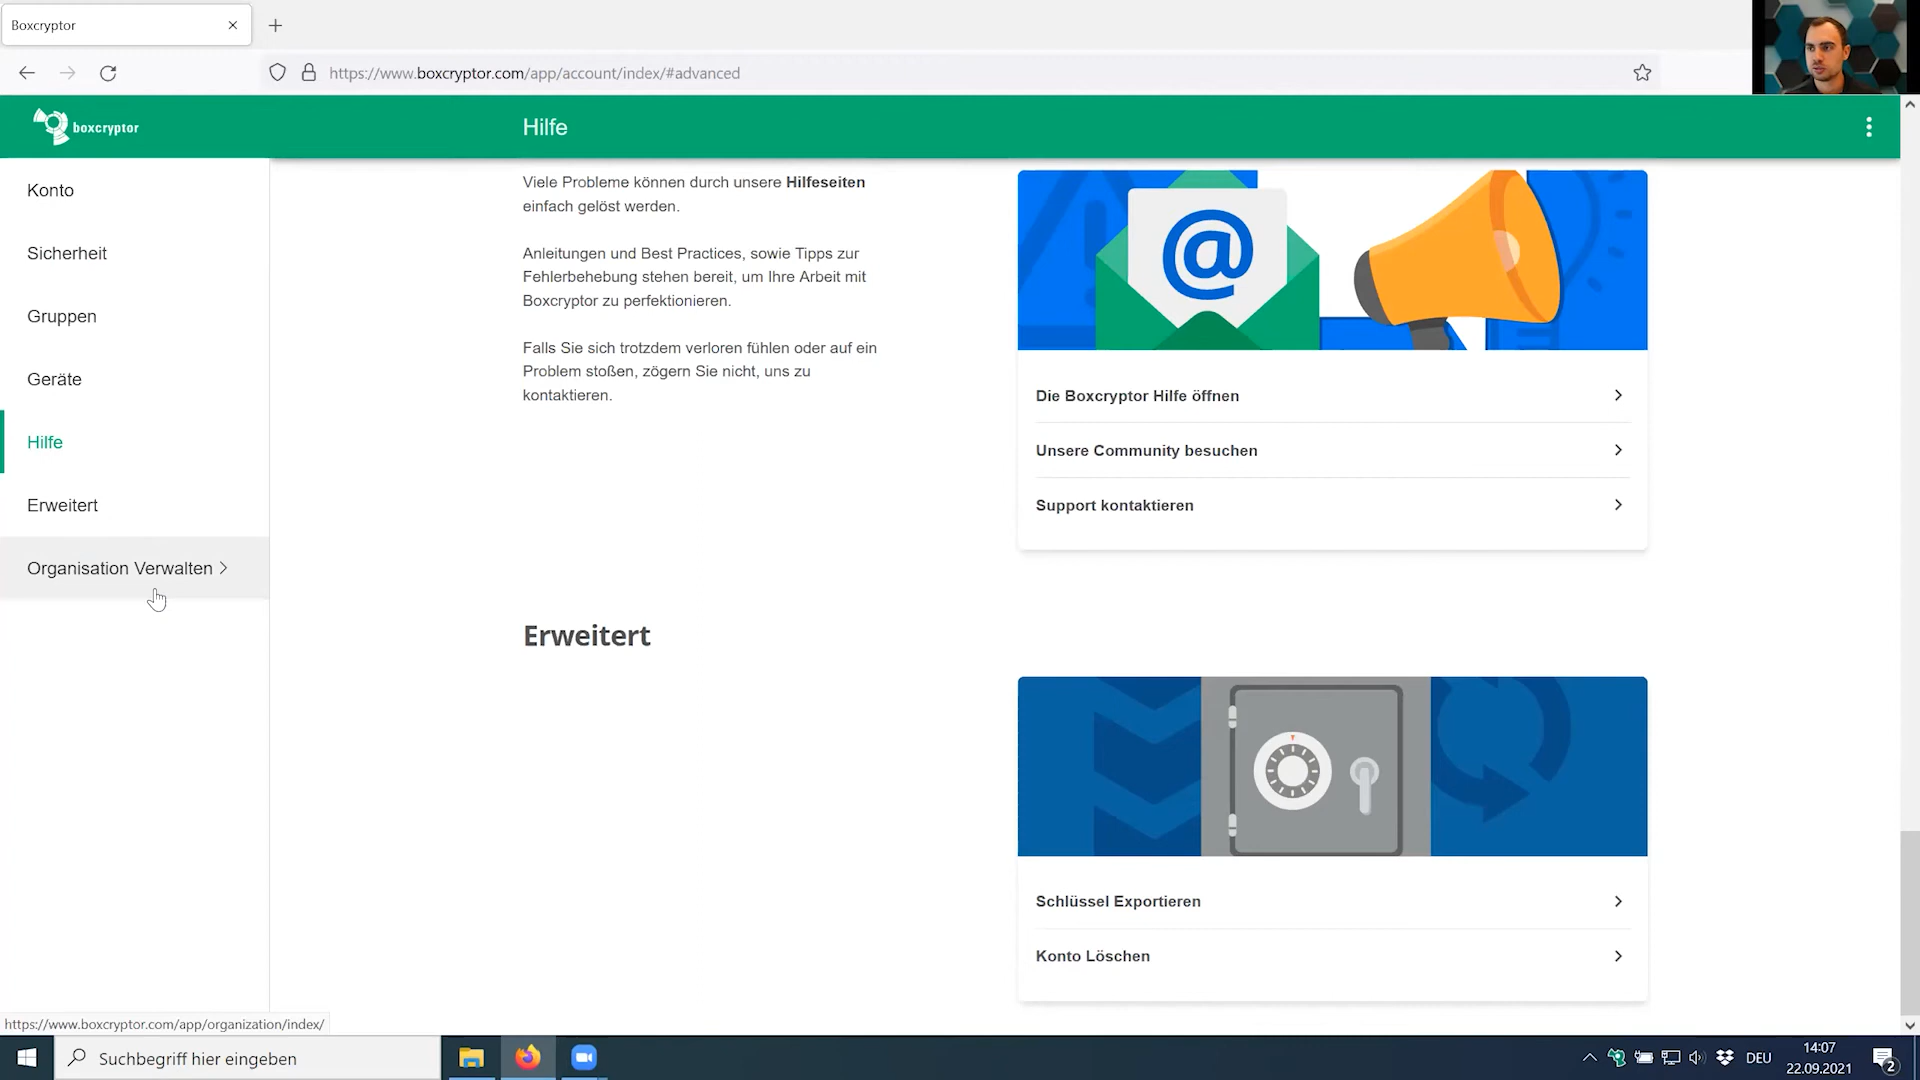 Boxcryptor
https://www.boxcryptor.com/app/account/index/#advanced
boxcryptor
Hilfe
Konto
Sicherheit
Gruppen
Geräte
Hilfe
Erweitert
Organisation Verwalten
Viele Probleme können durch unsere Hilfeseiten
einfach gelöst werden.
Anleitungen und Best Practices, sowie Tipps zur
Fehlerbehebung stehen bereit, um Ihre Arbeit mit
Boxcryptor zu perfektionieren.
Falls Sie sich trotzdem verloren fühlen oder auf ein
Problem stoßen, zögern Sie nicht, uns zu
kontaktieren.
@
Die Boxcryptor Hilfe öffnen
Unsere Community besuchen
Support kontaktieren
Erweitert
Schlüssel Exportieren
Konto Löschen
https://www.boxcryptor.com/app/organization/index/
Suchbegriff hier eingeben
DEU
14:07
22.09.2021
2